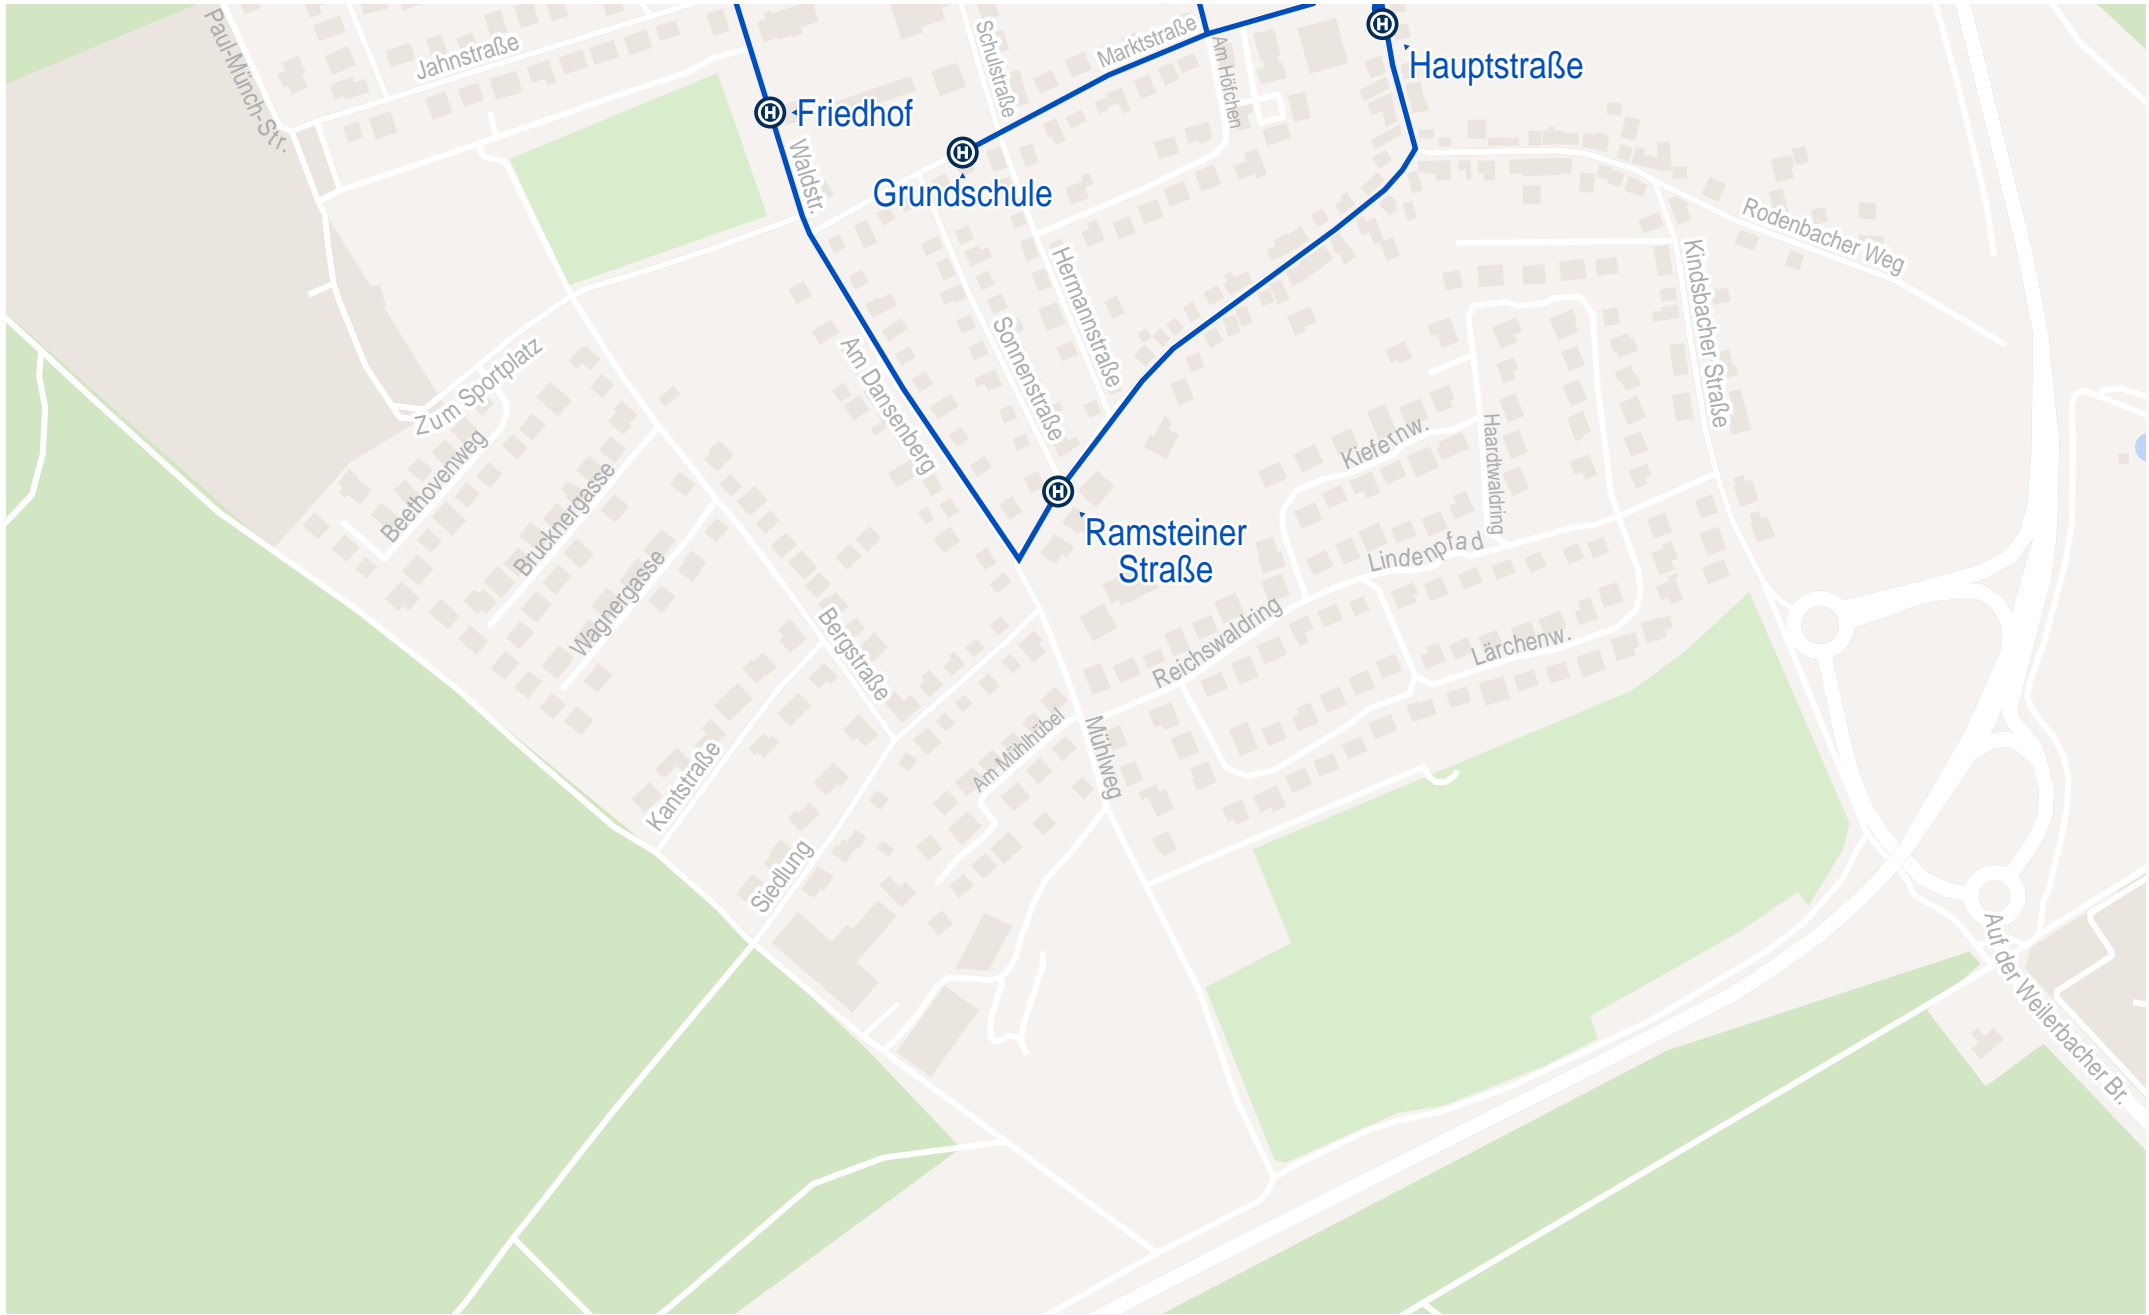 Paul-Münch-Str.
Jahnstraße
Schulstraße
Marktstraße
Am Höfchen
H
Hauptstraße
H
Friedhof
Waldstr.
H
Grundschule
Rodenbacher Weg
Kindsbacher Straße
Hermannstraße
Sonnenstraße
Am Dansenberg
Zum Sportplatz
Beethovenweg
Brucknergasse
Wagnergasse
Kiefernw.
Haardtwaldring
H
Ramsteiner
Straße
Lindenpfad
Reichswaldring
Lärchenw.
Bergstraße
Am Mühlhübel
Mühlweg
Kantstraße
Siedlung
Auf der Weilerbacher Br.